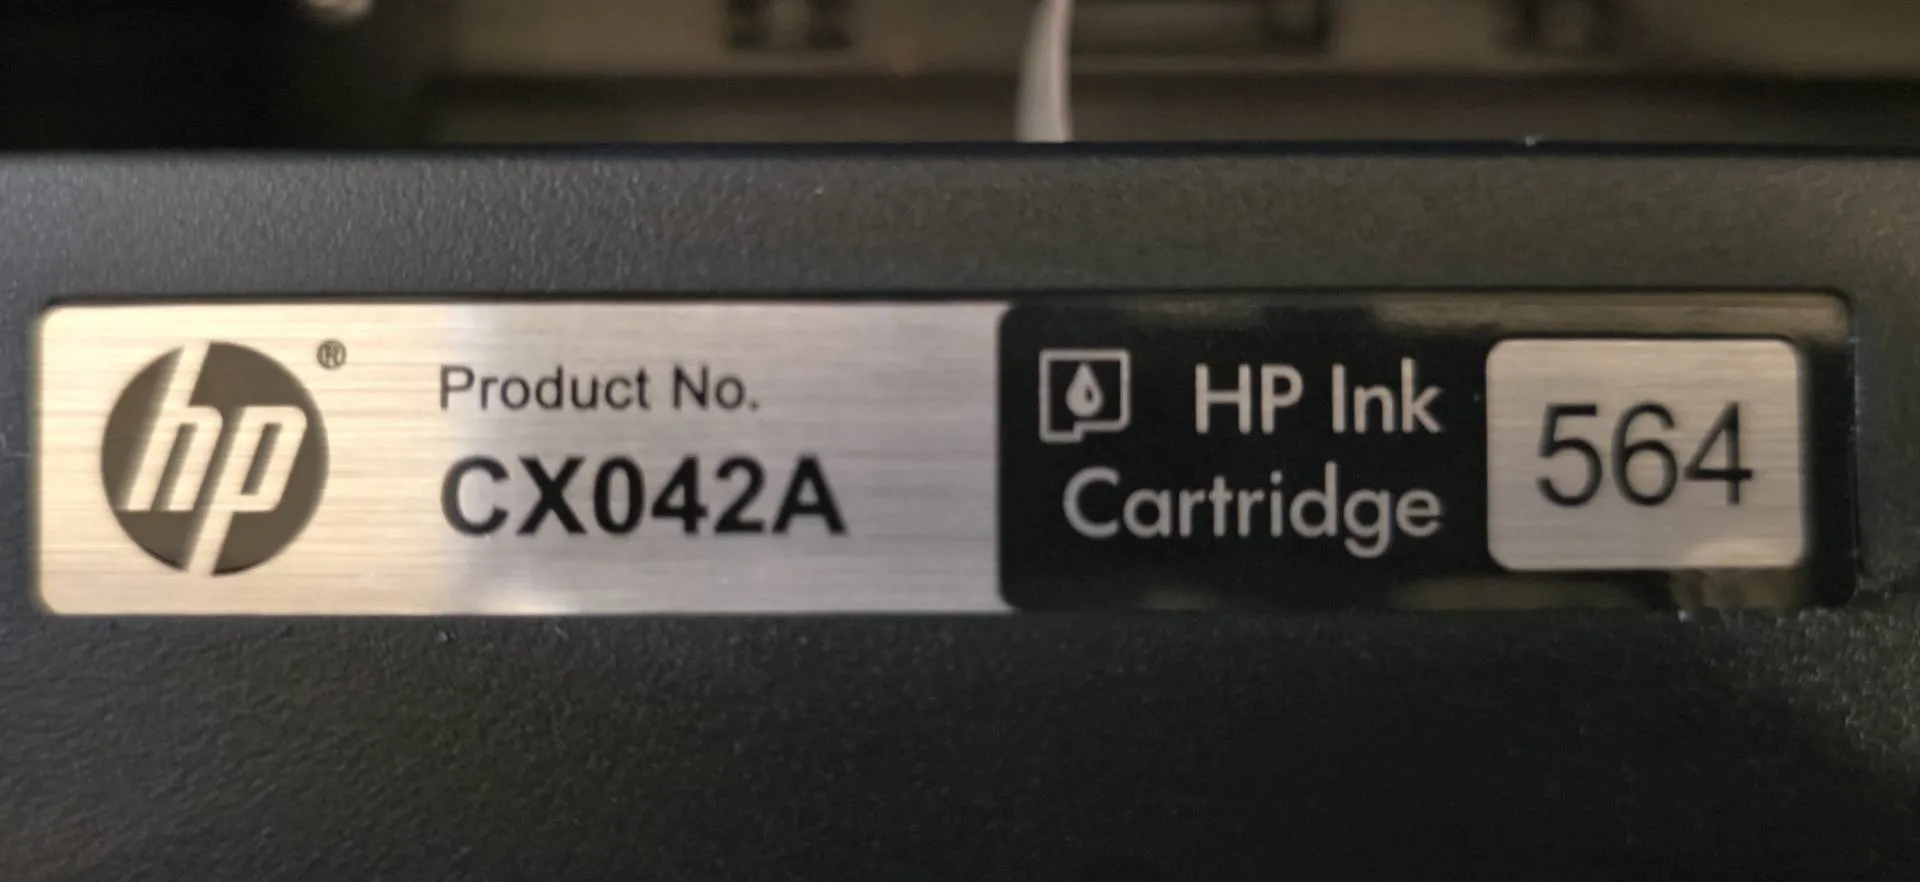 hp®
Product No.
CX042A
HP Ink
Cartridge
564